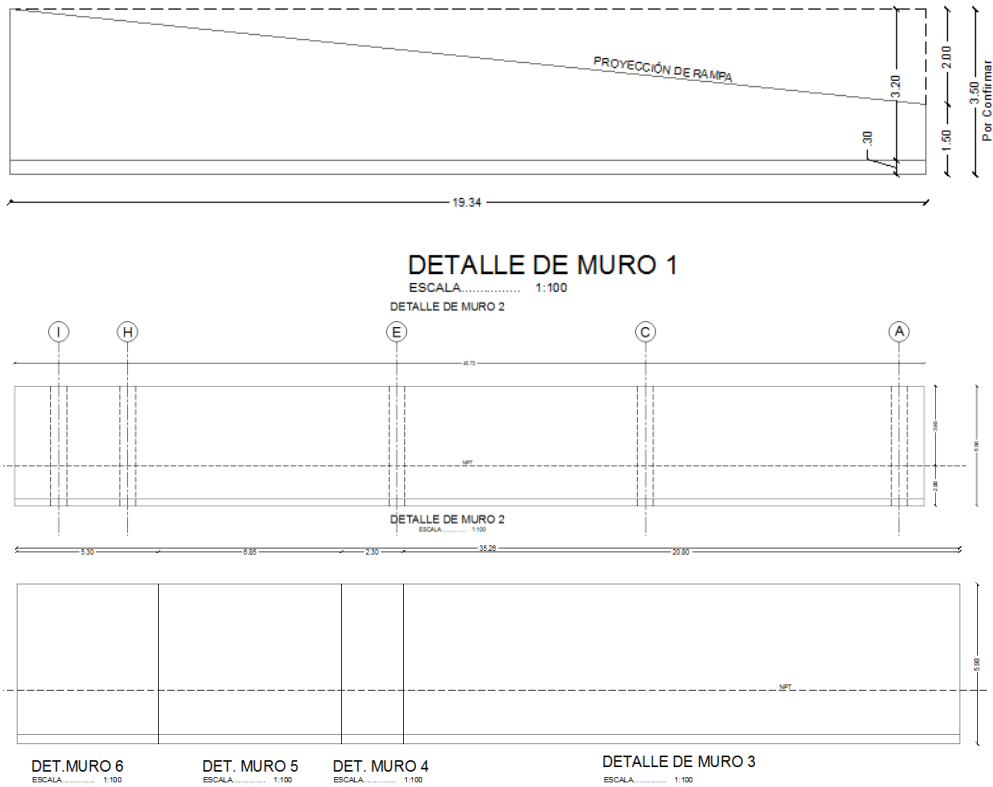 PROYECCIÓN DE RAMPA
3.20
2.00
3.50
Por Confirmar
.30
1.50
19.34
DETALLE DE MURO 1
ESCALA............... 1:100
DETALLE DE MURO 2
I
H
E
C
A
NPT
DETALLE DE MURO 2
ESCALA............... 1:100
5.30
6.85
2.30
35.26
20.80
5.98
NPT
DET.MURO 6
ESCALA............... 1:100
DET. MURO 5
ESCALA............... 1:100
DET. MURO 4
ESCALA............... 1:100
DETALLE DE MURO 3
ESCALA............... 1:100